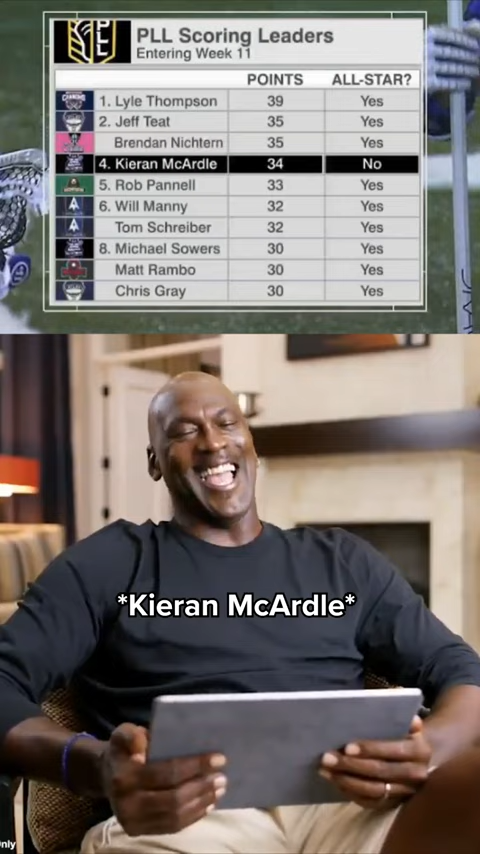 PLL
PLL Scoring Leaders
Entering Week 11
POINTS ALL-STAR?
1. Lyle Thompson 39 Yes
2. Jeff Teat 35 Yes
Brendan Nichtern 35 Yes
4. Kieran McArdle 34 No
5. Rob Pannell 33 Yes
6. Will Manny 32 Yes
Tom Schreiber 32 Yes
8. Michael Sowers 30 Yes
Matt Rambo 30 Yes
Chris Gray 30 Yes
*Kieran McArdle*